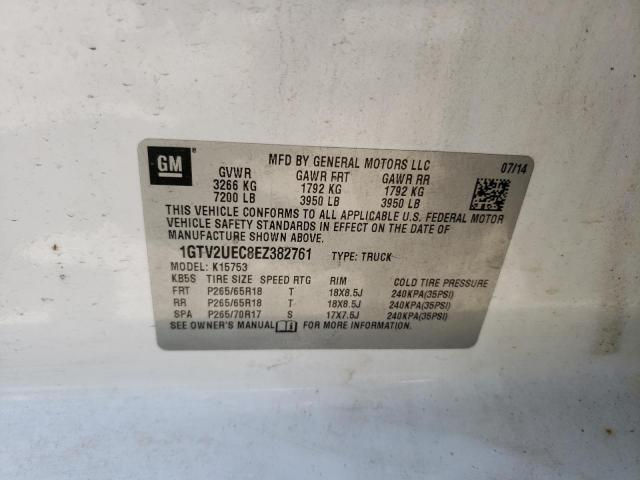 GM
MFD BY GENERAL MOTORS LLC 07/14
GVWR GAWR FRT GAWR RR
3266 KG 1792 KG 1792 KG
7200 LB 3950 LB 3950 LB
THIS VEHICLE CONFORMS TO ALL APPLICABLE U.S. FEDERAL MOTOR
VEHICLE SAFETY STANDARDS IN EFFECT ON THE DATE OF
MANUFACTURE SHOWN ABOVE.
1GTV2UEC8EZ382761 TYPE: TRUCK
MODEL: K15753
KB5S TIRE SIZE SPEED RTG RIM COLD TIRE PRESSURE
FRT P265/65R18 T 18X8.5J 240KPA(35PSI)
RR P265/65R18 T 18X8.5J 240KPA(35PSI)
SPA P265/70R17 S 17X7.5J 240KPA(35PSI)
SEE OWNER'S MANUAL FOR MORE INFORMATION.